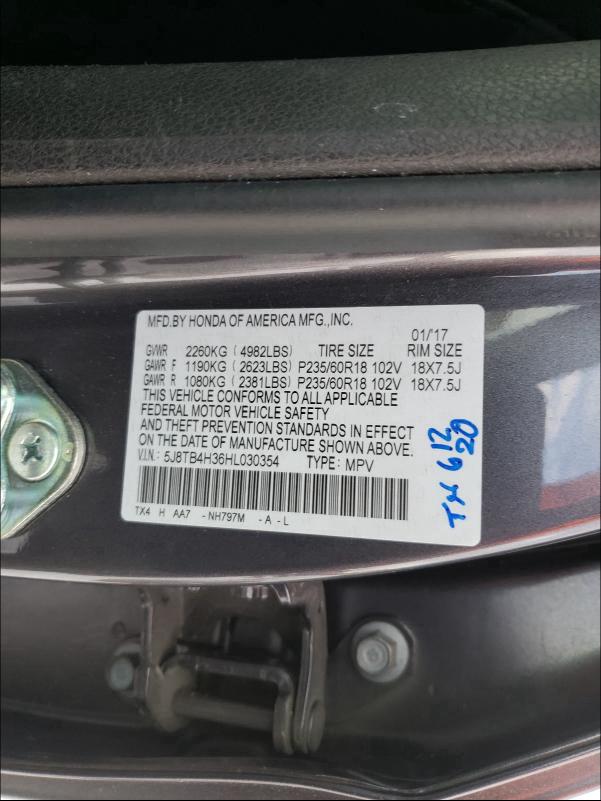 MFD.BY HONDA OF AMERICA MFG.,INC.
01/'17
GVWR 2260KG (4982LBS) TIRE SIZE RIM SIZE
GAWR F 1190KG (2623LBS) P235/60R18 102V 18X7.5J
GAWR R 1080KG (2381LBS) P235/60R18 102V 18X7.5J
THIS VEHICLE CONFORMS TO ALL APPLICABLE
FEDERAL MOTOR VEHICLE SAFETY
AND THEFT PREVENTION STANDARDS IN EFFECT
ON THE DATE OF MANUFACTURE SHOWN ABOVE.
V.I.N.: 5J8TB4H36HL030354 TYPE: MPV
TX4 H AA7 -NH797M -A-L
12
20